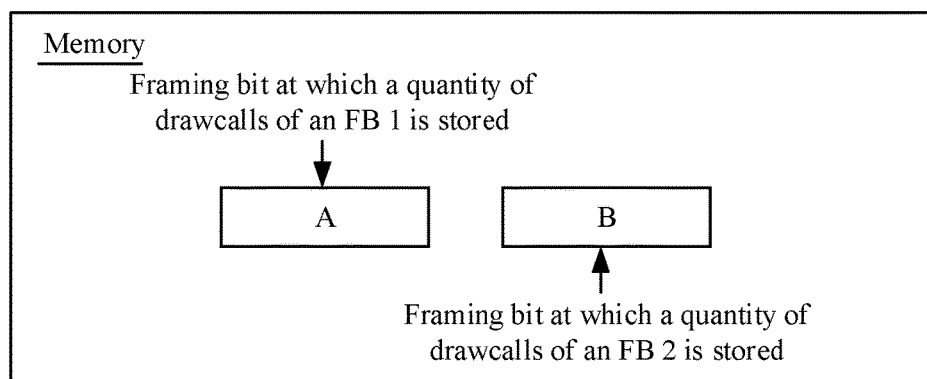 Memory
Framing bit at which a quantity of
drawcalls of an FB 1 is stored
A
B
Framing bit at which a quantity of
drawcalls of an FB 2 is stored